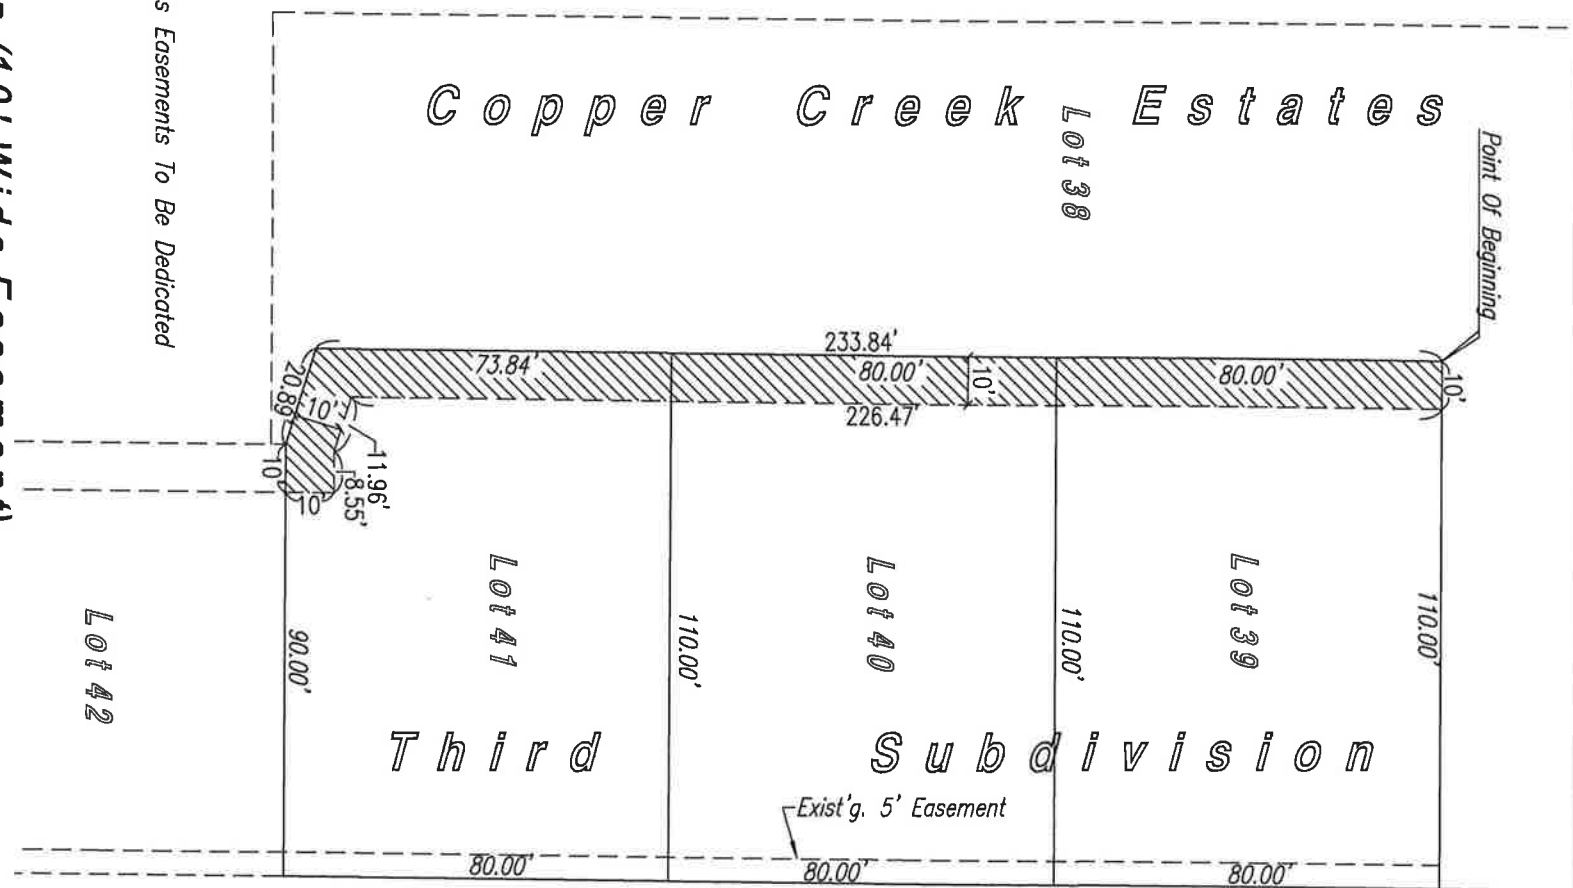 s Easements To Be Dedicated
Copper Creek Estates
Lot 38
Point Of Beginning
233.84'
73.84'
80.00'
10'
80.00'
10'
226.47'
20.89'
10'
11.96'
8.55'
10'
10'
Lot 41
Lot 40
Lot 39
Lot 42
90.00'
110.00'
110.00'
110.00'
Third Subdivision
Exist'g. 5' Easement
80.00'
80.00'
80.00'